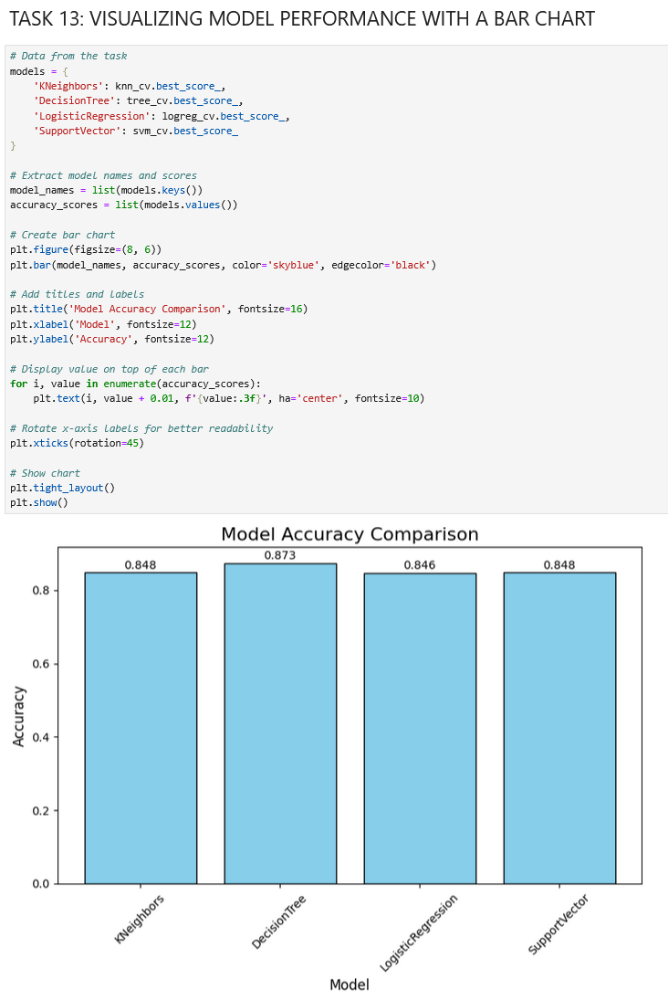 TASK 13: VISUALIZING MODEL PERFORMANCE WITH A BAR CHART
# Data from the task
models = {
    'KNeighbors': knn_cv.best_score_,
    'DecisionTree': tree_cv.best_score_,
    'LogisticRegression': logreg_cv.best_score_,
    'SupportVector': svm_cv.best_score_
}
# Extract model names and scores
model_names = list(models.keys())
accuracy_scores = list(models.values())
# Create bar chart
plt.figure(figsize=(8, 6))
plt.bar(model_names, accuracy_scores, color='skyblue', edgecolor='black')
# Add titles and labels
plt.title('Model Accuracy Comparison', fontsize=16)
plt.xlabel('Model', fontsize=12)
plt.ylabel('Accuracy', fontsize=12)
# Display value on top of each bar
for i, value in enumerate(accuracy_scores):
    plt.text(i, value + 0.01, f'{value:.3f}', ha='center', fontsize=10)
# Rotate x-axis labels for better readability
plt.xticks(rotation=45)
# Show chart
plt.tight_layout()
plt.show()
Model Accuracy Comparison
0.848 0.873 0.846 0.848
0.8
0.6
0.4
0.2
0.0
Accuracy
KNeighbors DecisionTree LogisticRegression SupportVector
Model